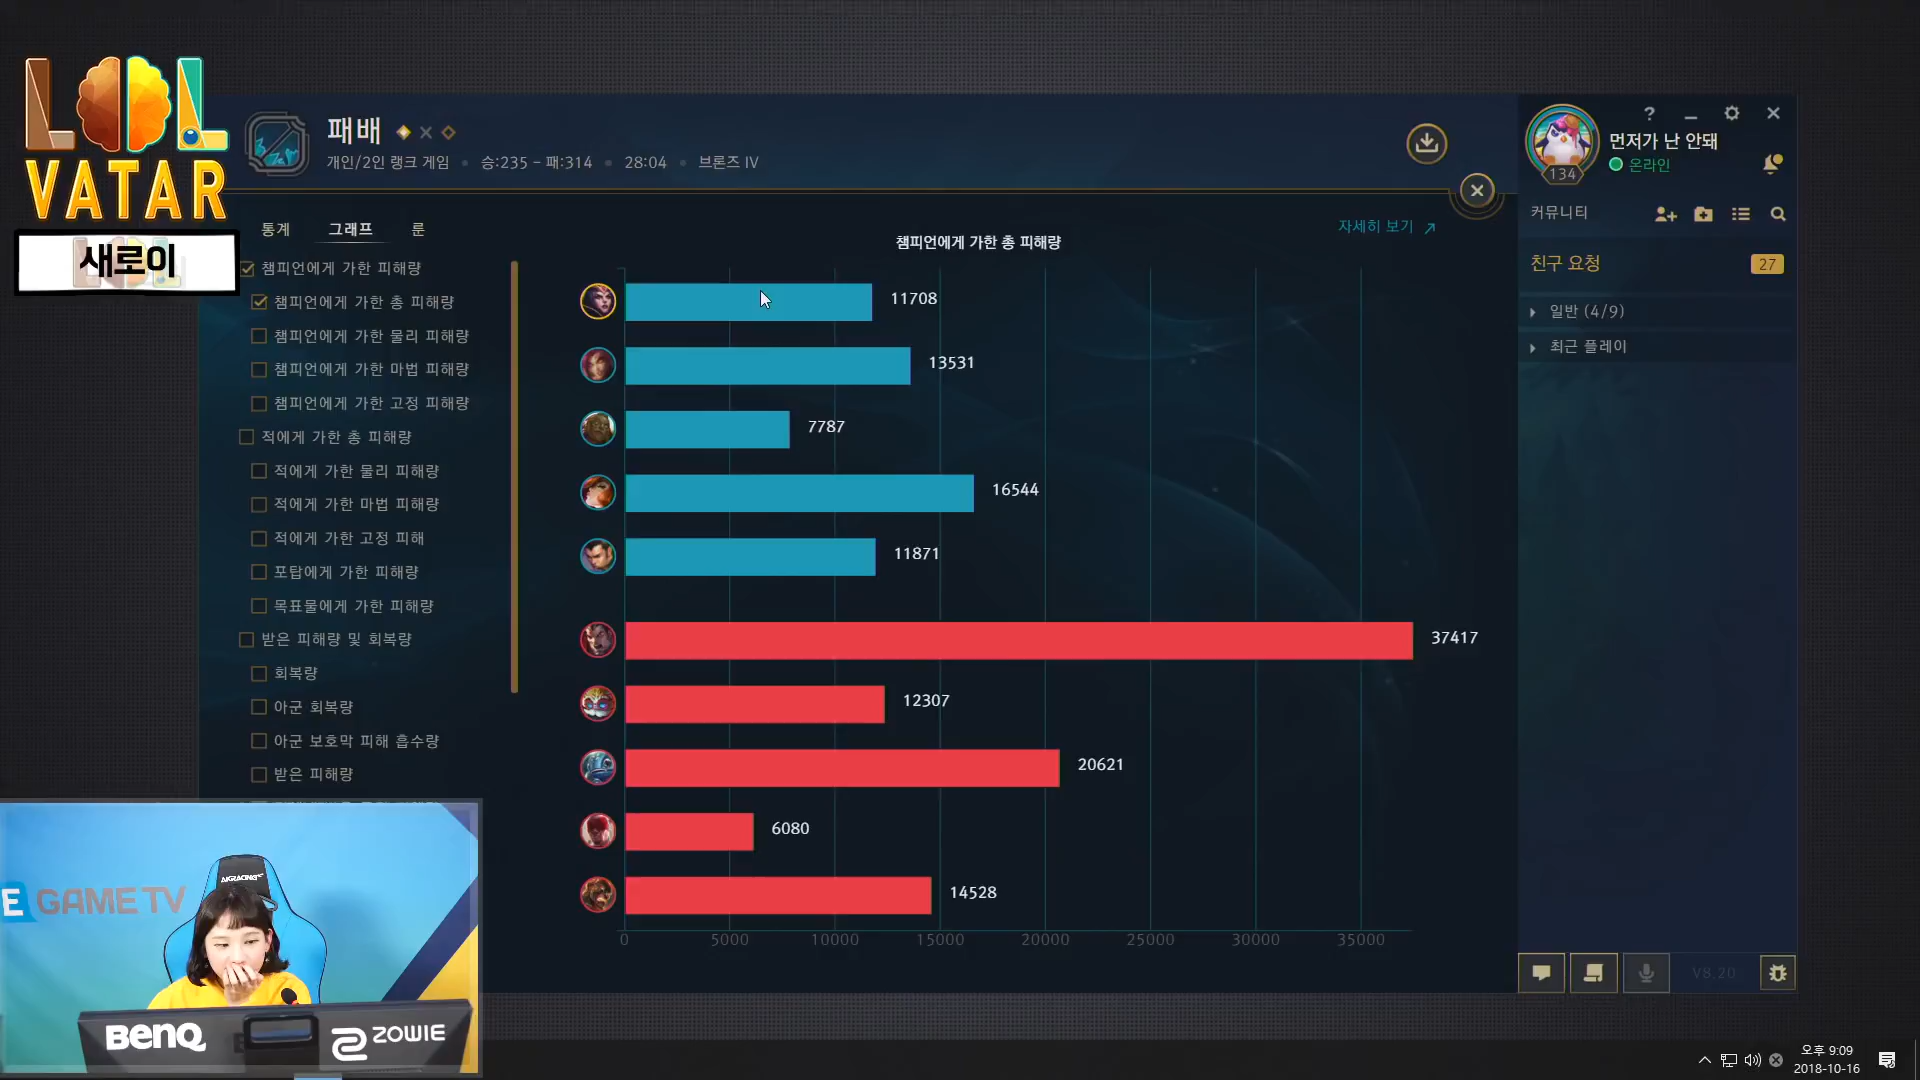 LOL
VATAR
새로이
패배
개인/2인 랭크 게임 • 승:235 - 패:314 • 28:04 • 브론즈 IV
통계 그래프 룬
자세히 보기
챔피언에게 가한 총 피해량
챔피언에게 가한 피해량
챔피언에게 가한 총 피해량
챔피언에게 가한 물리 피해량
챔피언에게 가한 마법 피해량
챔피언에게 가한 고정 피해량
적에게 가한 총 피해량
적에게 가한 물리 피해량
적에게 가한 마법 피해량
적에게 가한 고정 피해
포탑에게 가한 피해량
목표물에게 가한 피해량
받은 피해량 및 회복량
회복량
아군 회복량
아군 보호막 피해 흡수량
받은 피해량
11708
13531
7787
16544
11871
37417
12307
20621
6080
14528
0 5000 10000 15000 20000 25000 30000 35000
?
134
먼저가 난 안돼
온라인
커뮤니티
친구 요청 27
일반 (4/9)
최근 플레이
V8.20
E GAME TV
AKRACING
BenQ
ZOWIE
오후 9:09
2018-10-16